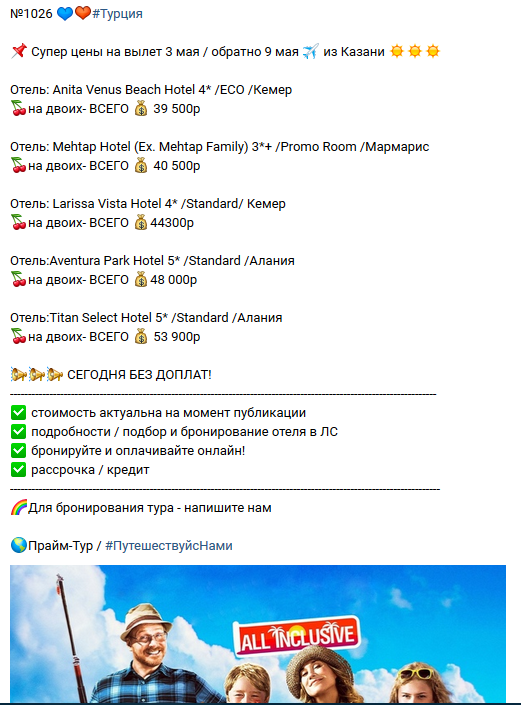 №1026 💙❤#Турция
📌 Супер цены на вылет 3 мая / обратно 9 мая ✈ из Казани ☀☀☀
Отель: Anita Venus Beach Hotel 4* /ECO /Кемер
🍒на двоих- ВСЕГО 💰 39 500р
Отель: Mehtap Hotel (Ex. Mehtap Family) 3*+ /Promo Room /Мармарис
🍒на двоих- ВСЕГО 💰 40 500р
Отель: Larissa Vista Hotel 4* /Standard/ Кемер
🍒на двоих- ВСЕГО 💰44300р
Отель:Aventura Park Hotel 5* /Standard /Алания
🍒на двоих- ВСЕГО 💰48 000р
Отель:Titan Select Hotel 5* /Standard /Алания
🍒на двоих- ВСЕГО 💰 53 900р
📯📯📯 СЕГОДНЯ БЕЗ ДОПЛАТ!
✅ стоимость актуальна на момент публикации
✅ подробности / подбор и бронирование отеля в ЛС
✅ бронируйте и оплачивайте онлайн!
✅ рассрочка / кредит
🌈Для бронирования тура - напишите нам
🌎Прайм-Тур / #ПутешествуйсНами
ALL INCLUSIVE